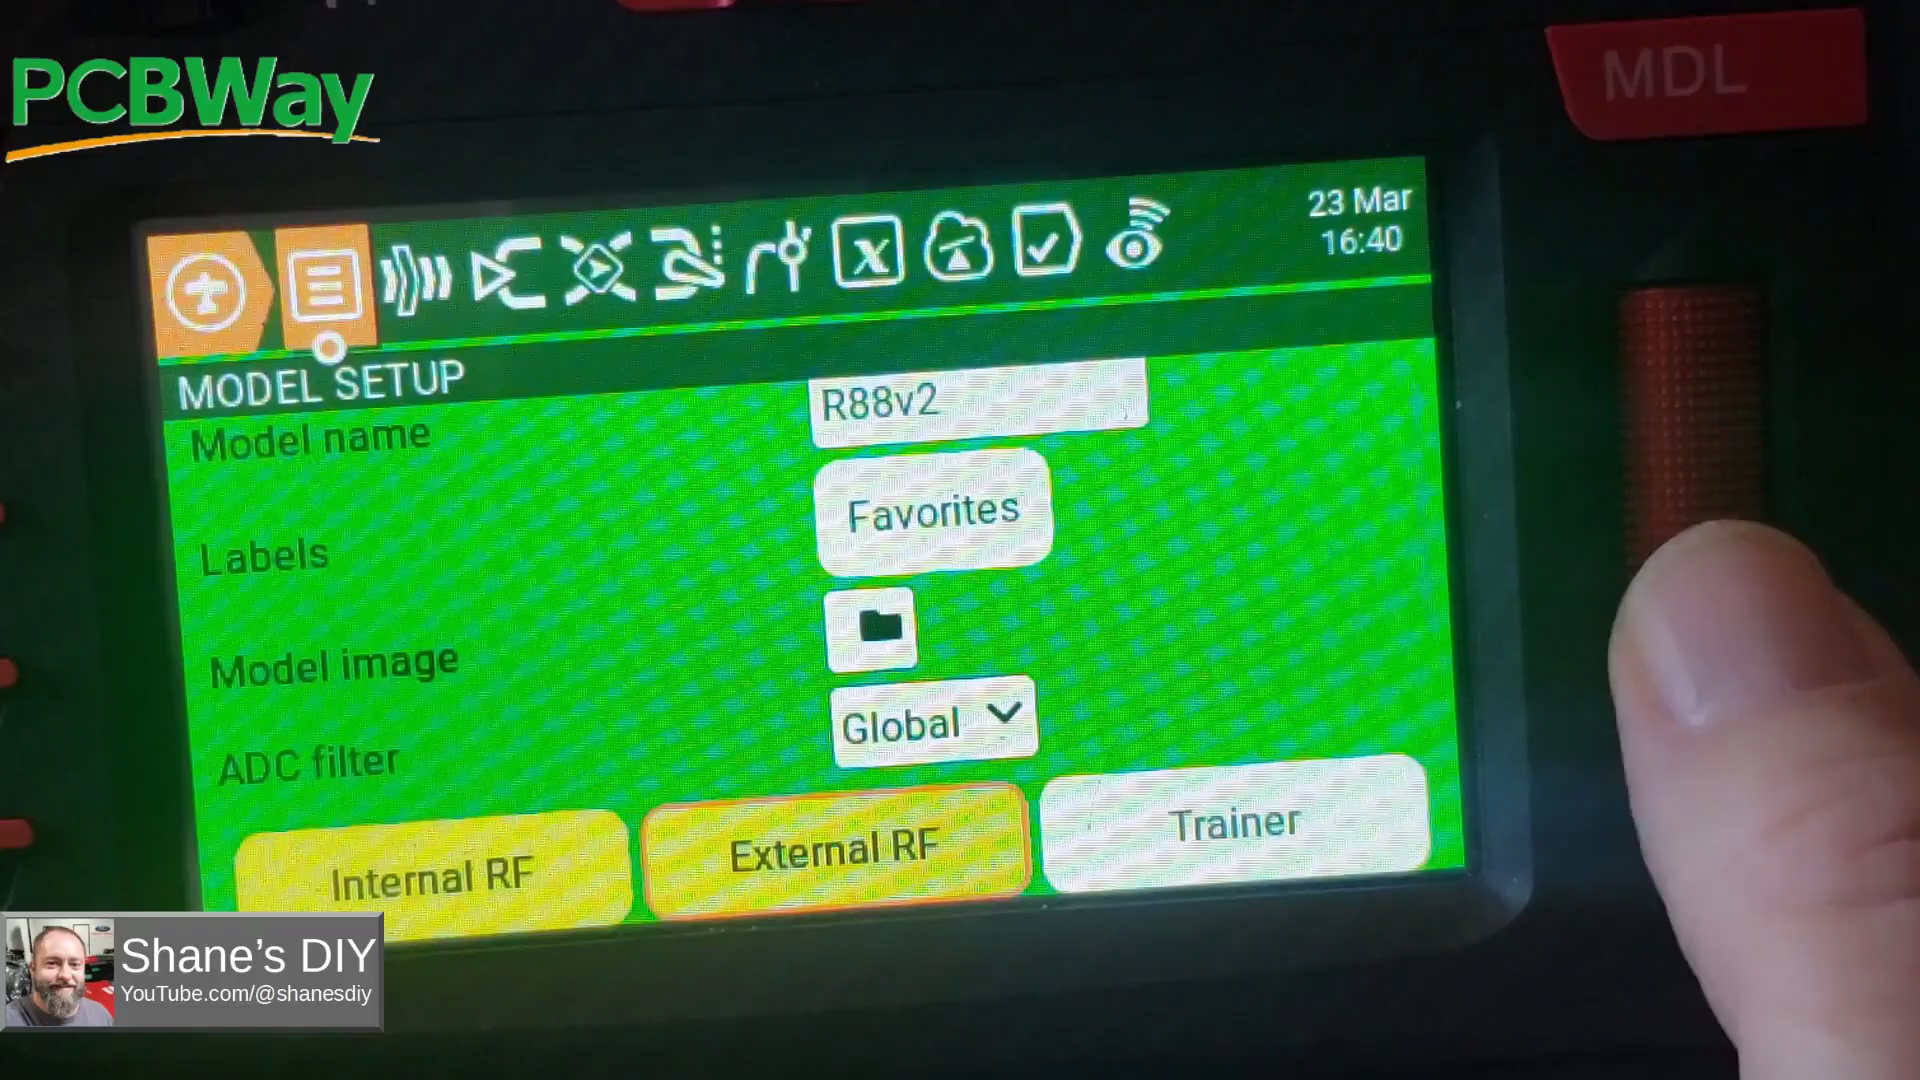 PCBWay
MDL
23 Mar
16:40
x
MODEL SETUP
Model name
R88v2
Labels
Favorites
Model image
ADC filter
Global
Internal RF
External RF
Trainer
Shane's DIY
YouTube.com/@shanesdiy